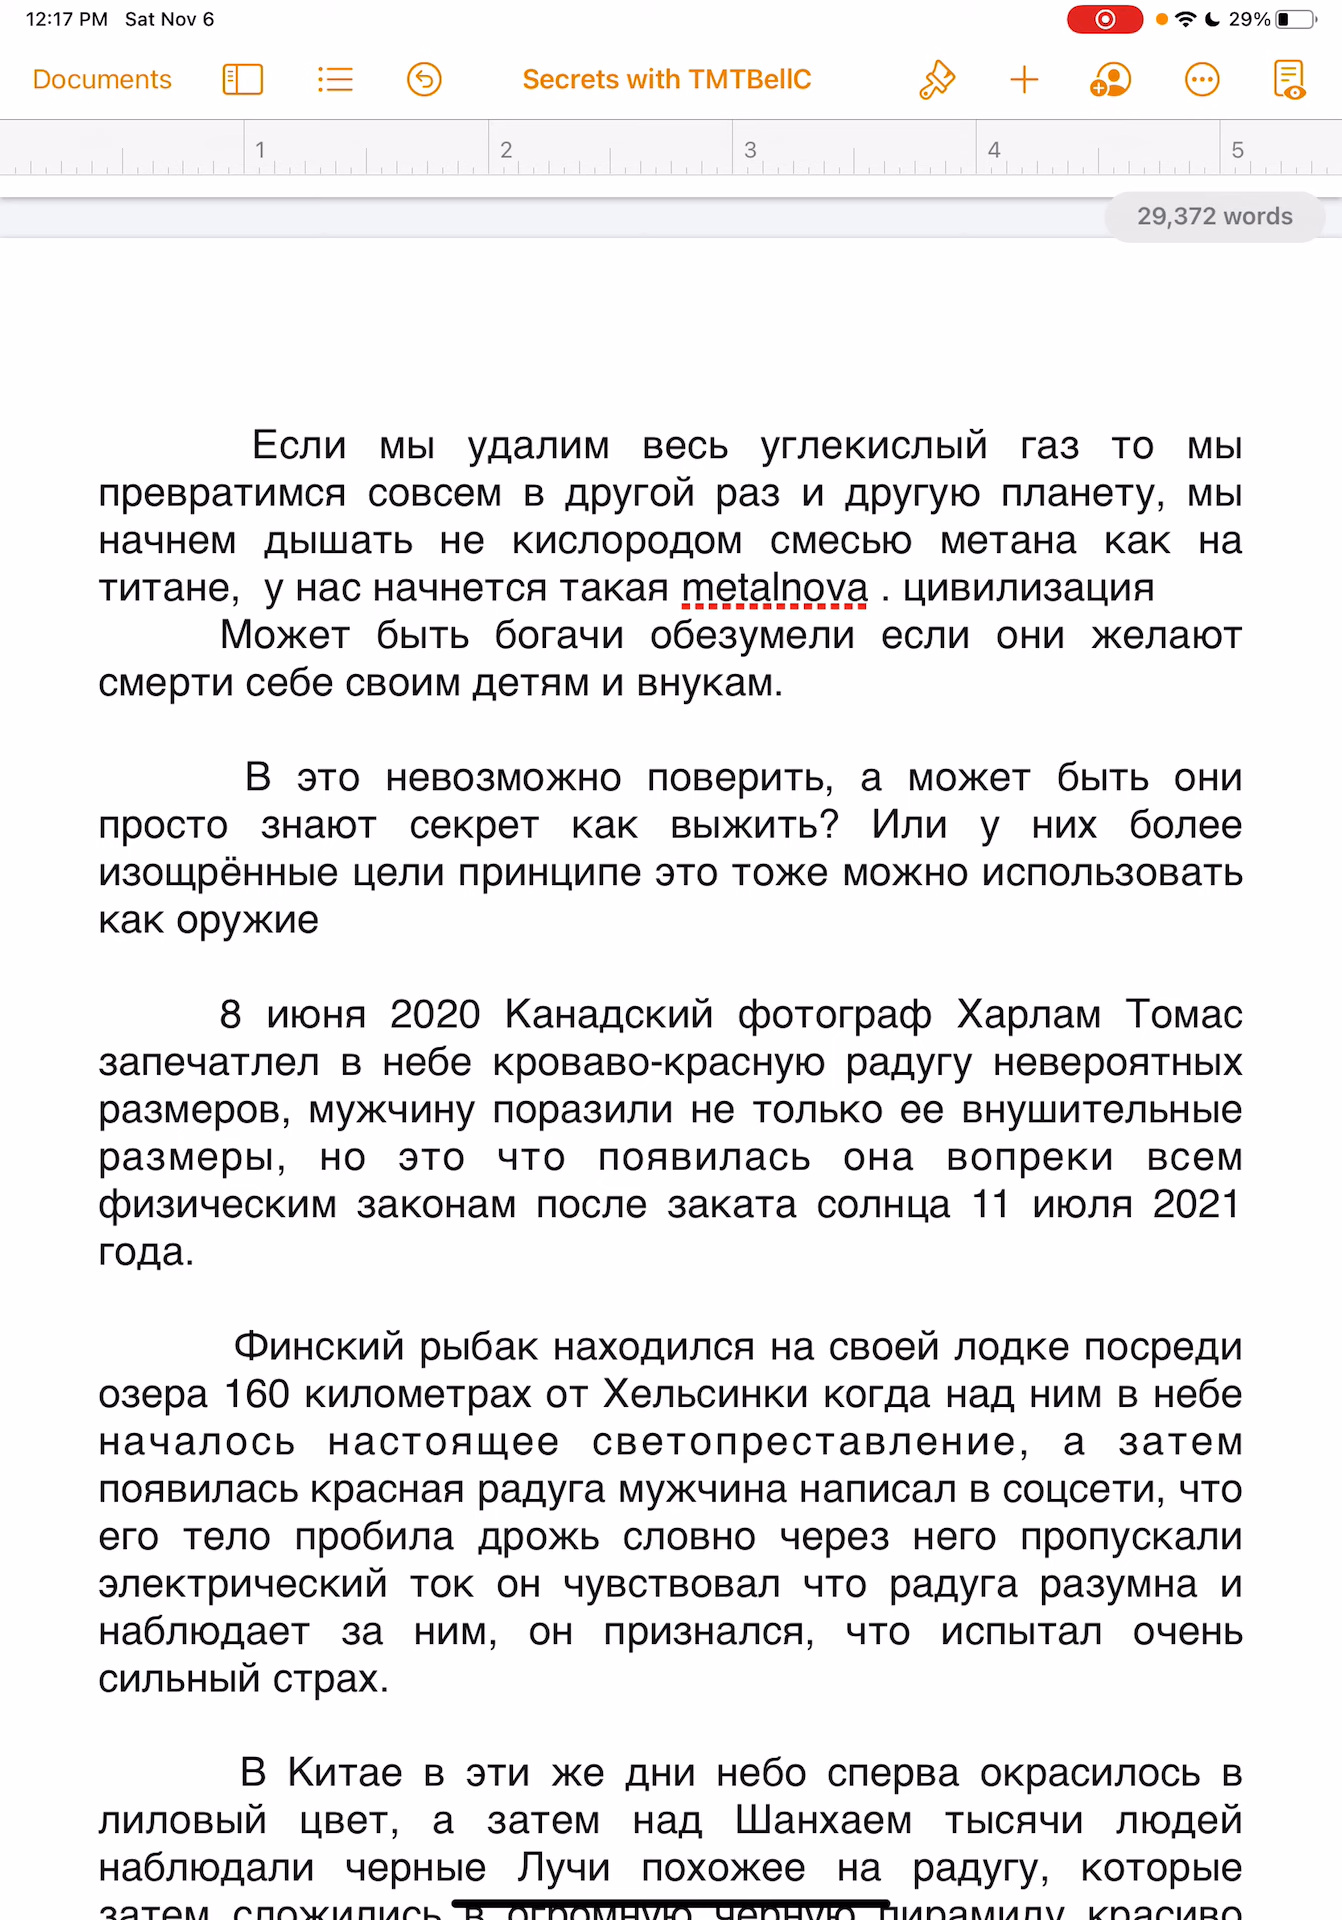 12:17 PM Sat Nov 6 29%
Documents Secrets with TMTBellC
1 2 3 4 5
29,372 words
Если мы удалим весь углекислый газ то мы
превратимся совсем в другой раз и другую планету, мы
начнем дышать не кислородом смесью метана как на
титане, у нас начнется такая metalnova . цивилизация
Может быть богачи обезумели если они желают
смерти себе своим детям и внукам.
В это невозможно поверить, а может быть они
просто знают секрет как выжить? Или у них более
изощрённые цели принципе это тоже можно использовать
как оружие
8 июня 2020 Канадский фотограф Харлам Томас
запечатлел в небе кроваво-красную радугу невероятных
размеров, мужчину поразили не только ее внушительные
размеры, но это что появилась она вопреки всем
физическим законам после заката солнца 11 июля 2021
года.
Финский рыбак находился на своей лодке посреди
озера 160 километрах от Хельсинки когда над ним в небе
началось настоящее светопреставление, а затем
появилась красная радуга мужчина написал в соцсети, что
его тело пробила дрожь словно через него пропускали
электрический ток он чувствовал что радуга разумна и
наблюдает за ним, он признался, что испытал очень
сильный страх.
В Китае в эти же дни небо сперва окрасилось в
лиловый цвет, а затем над Шанхаем тысячи людей
наблюдали черные Лучи похожее на радугу, которые
затем сложились в огромную черную пирамиду красиво